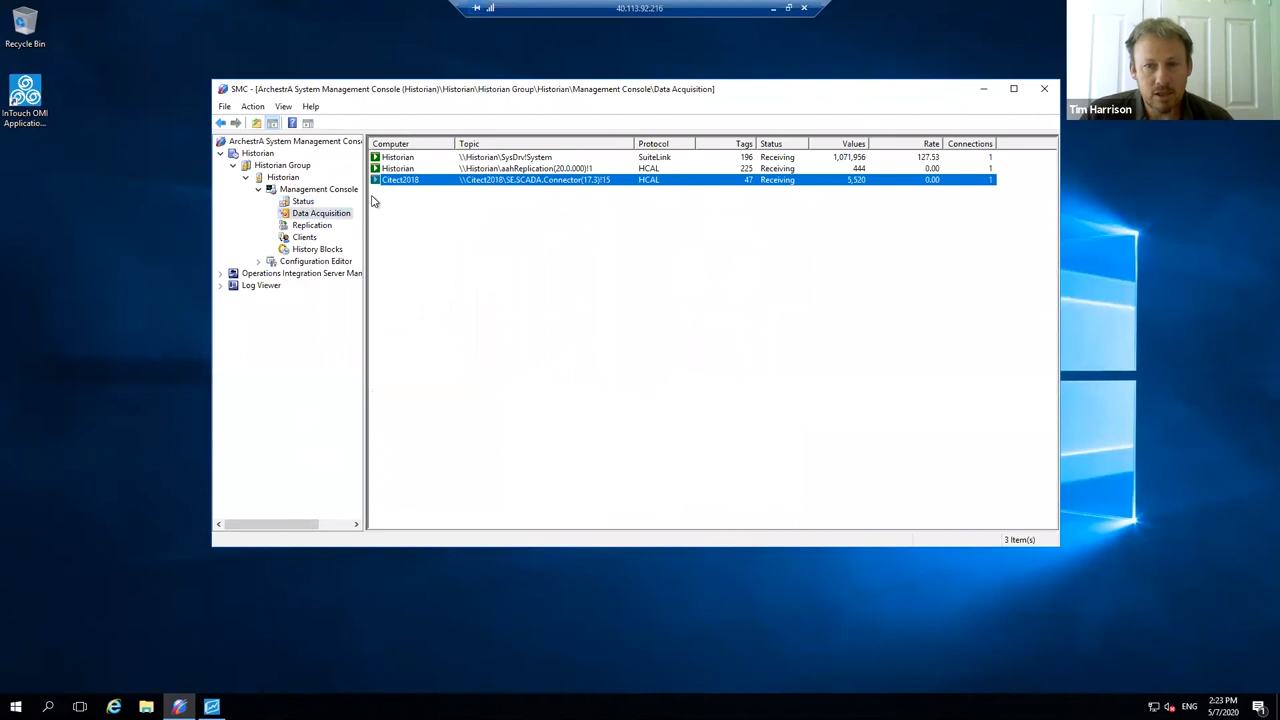 40.113.92.216
Recycle Bin
InTouch OMI
Applicatio...
Tim Harrison
SMC - [ArchestrA System Management Console (Historian)\Historian\Historian Group\Historian\Management Console\Data Acquisition]
File Action View Help
ArchestrA System Management Conso
Historian
Historian Group
Historian
Management Console
Status
Data Acquisition
Replication
Clients
History Blocks
Configuration Editor
Operations Integration Server Man
Log Viewer
Computer Topic Protocol Tags Status Values Rate Connections
Historian \\Historian\SysDrv!System SuiteLink 196 Receiving 1,071,956 127.53 1
Historian \\Historian\aahReplication(20.0.000)!1 HCAL 225 Receiving 444 0.00 1
Citect2018 \\Citect2018\SE.SCADA.Connector(17.3)!15 HCAL 47 Receiving 5,520 0.00 1
3 Item(s)
ENG
2:23 PM
5/7/2020
1